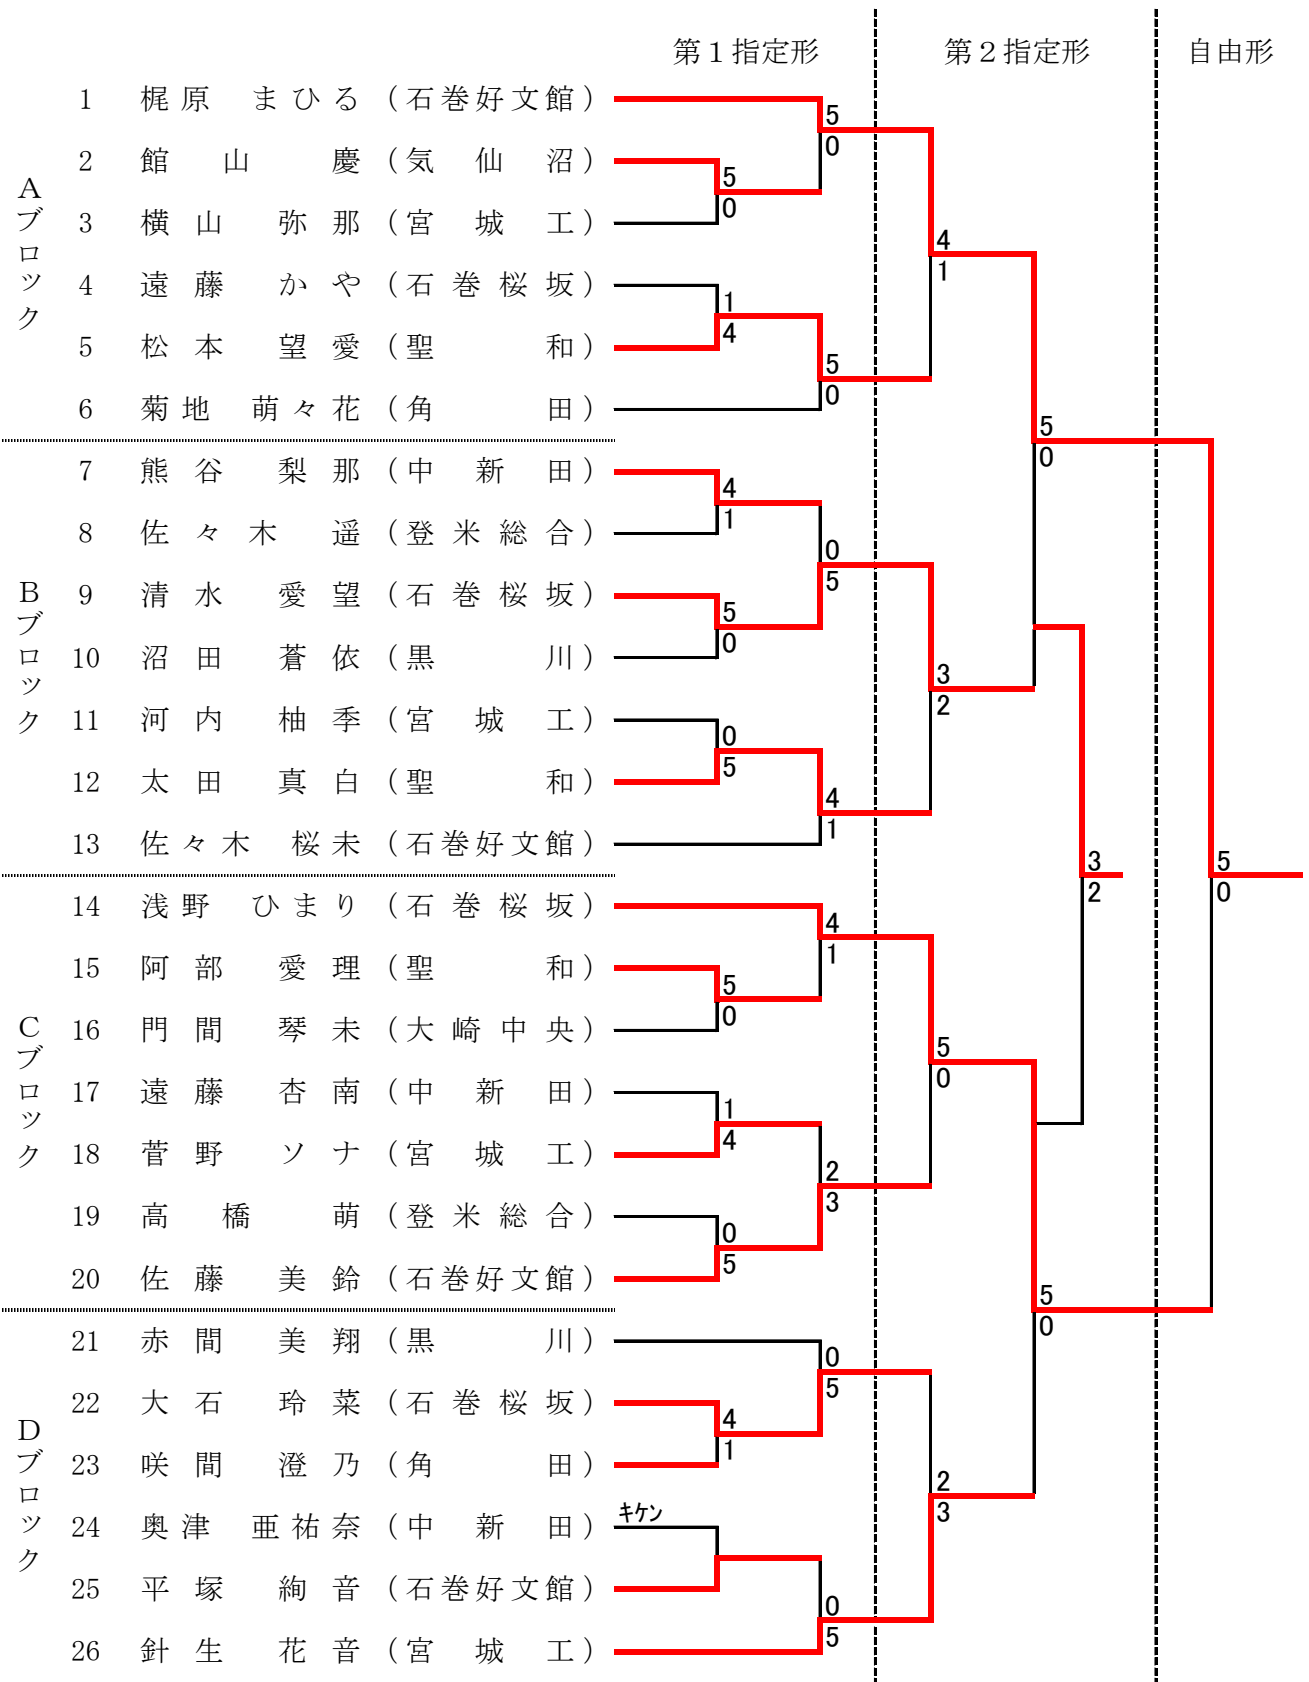 第１指定形 第２指定形 自由形
Ａブロック
1 梶原 まひる （石巻好文館）
2 館山 慶 （気仙沼）
3 横山 弥那 （宮城工）
4 遠藤 かや （石巻桜坂）
5 松本 望愛 （聖和）
6 菊地 萌々花 （角田）
5
0
5
0
1
4
5
0
4
1
Ｂブロック
7 熊谷 梨那 （中新田）
8 佐々木 遥 （登米総合）
9 清水 愛望 （石巻桜坂）
10 沼田 蒼依 （黒川）
11 河内 柚季 （宮城工）
12 太田 真白 （聖和）
13 佐々木 桜未 （石巻好文館）
4
1
0
5
5
0
0
5
4
1
3
2
5
0
Ｃブロック
14 浅野 ひまり （石巻桜坂）
15 阿部 愛理 （聖和）
16 門間 琴未 （大崎中央）
17 遠藤 杏南 （中新田）
18 菅野 ソナ （宮城工）
19 高橋 萌 （登米総合）
20 佐藤 美鈴 （石巻好文館）
4
1
5
0
1
4
2
3
0
5
5
0
3
2
5
0
Ｄブロック
21 赤間 美翔 （黒川）
22 大石 玲菜 （石巻桜坂）
23 咲間 澄乃 （角田）
24 奥津 亜祐奈 （中新田） キケン
25 平塚 絢音 （石巻好文館）
26 針生 花音 （宮城工）
0
5
4
1
0
5
2
3
5
0